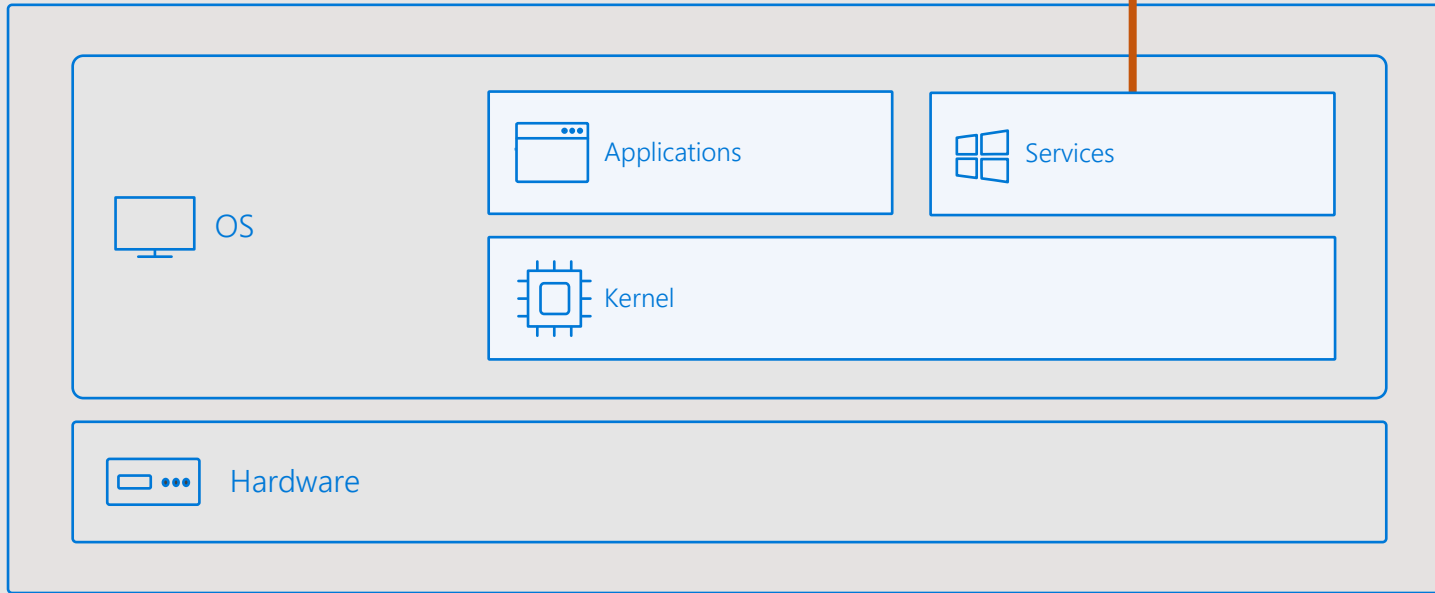 Applications
Services
OS
Kernel
Hardware